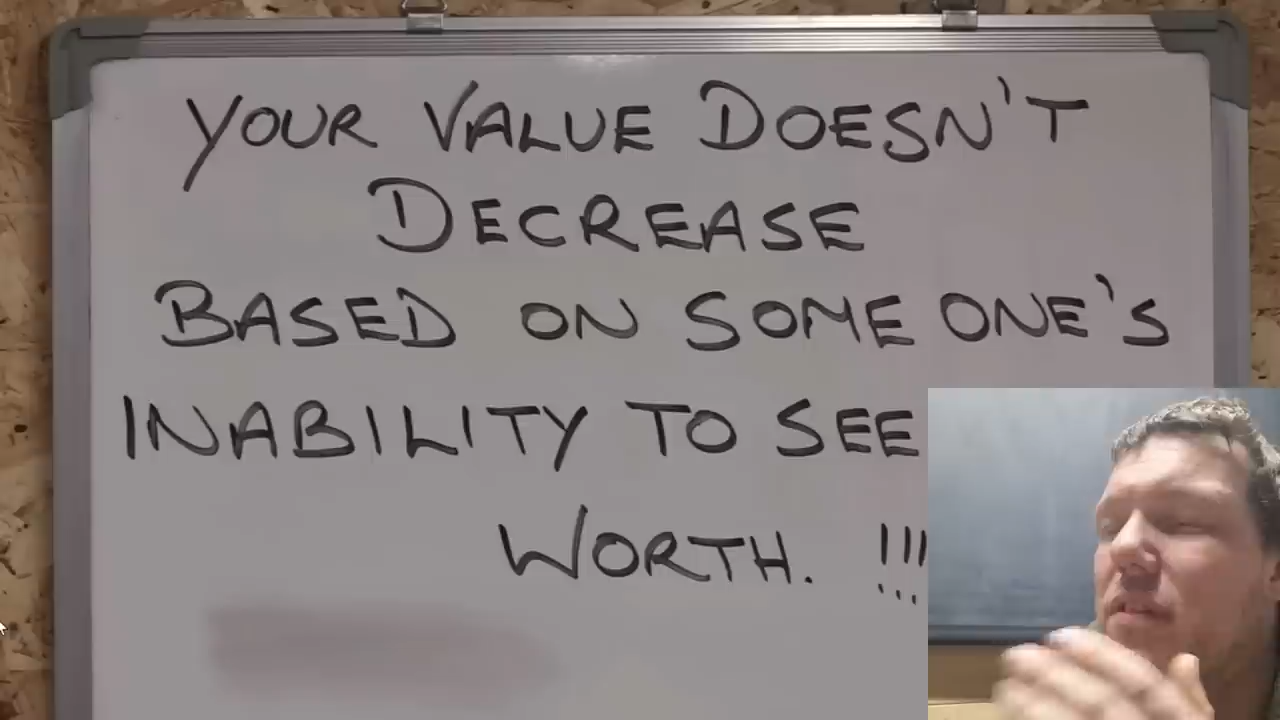 YOUR VALUE DOESN'T
DECREASE
BASED ON SOME ONE'S
INABILITY TO SEE
WORTH. !!!